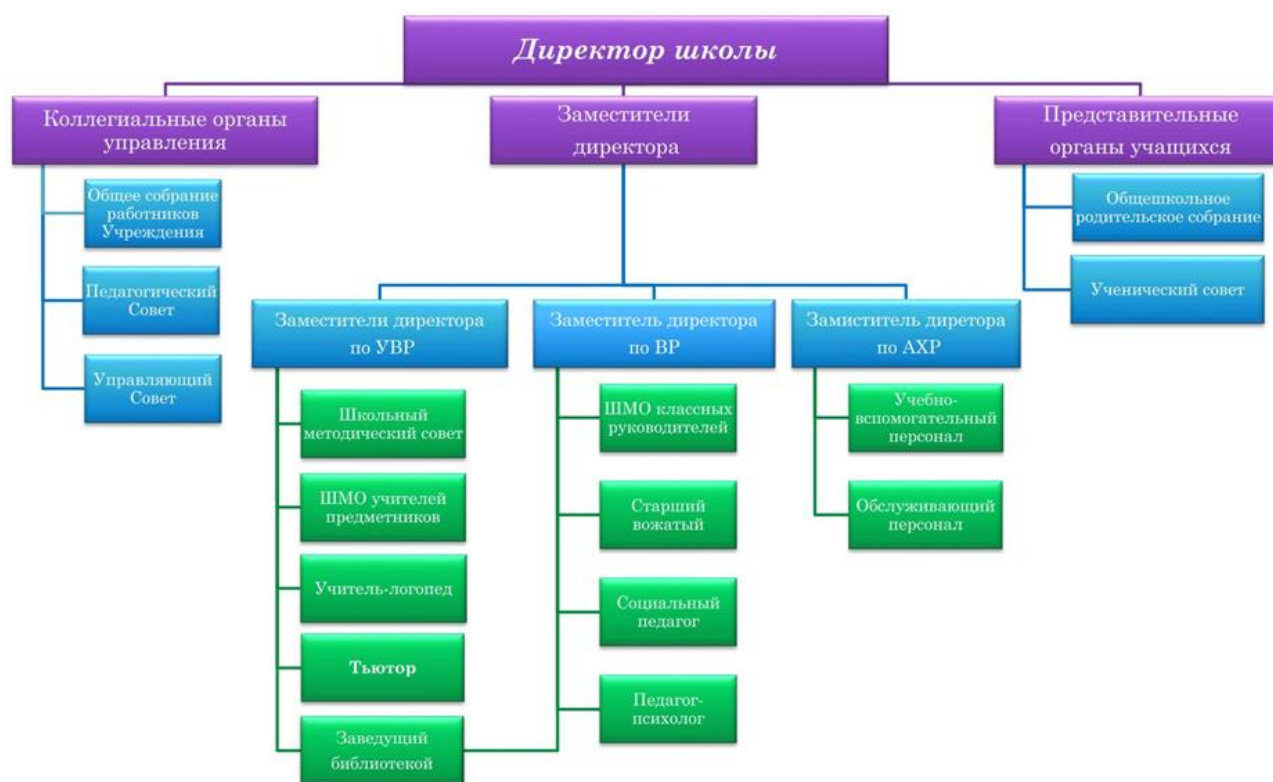 Директор школы
Коллегиальные органы
управления
Заместители
директора
Представительные
органы учащихся
Общее собрание
работников
Учреждения
Педагогический
Совет
Управляющий
Совет
Общешкольное
родительское собрание
Ученический совет
Заместители директора
по УВР
Заместитель директора
по ВР
Замиститель диретора
по АХР
Школьный
методический совет
ШМО учителей
предметников
Учитель-логопед
Тьютор
Заведущий
библиотекой
ШМО классных
руководителей
Старший
вожатый
Социальный
педагог
Педагог-
психолог
Учебно-
вспомогательный
персонал
Обслуживающий
персонал